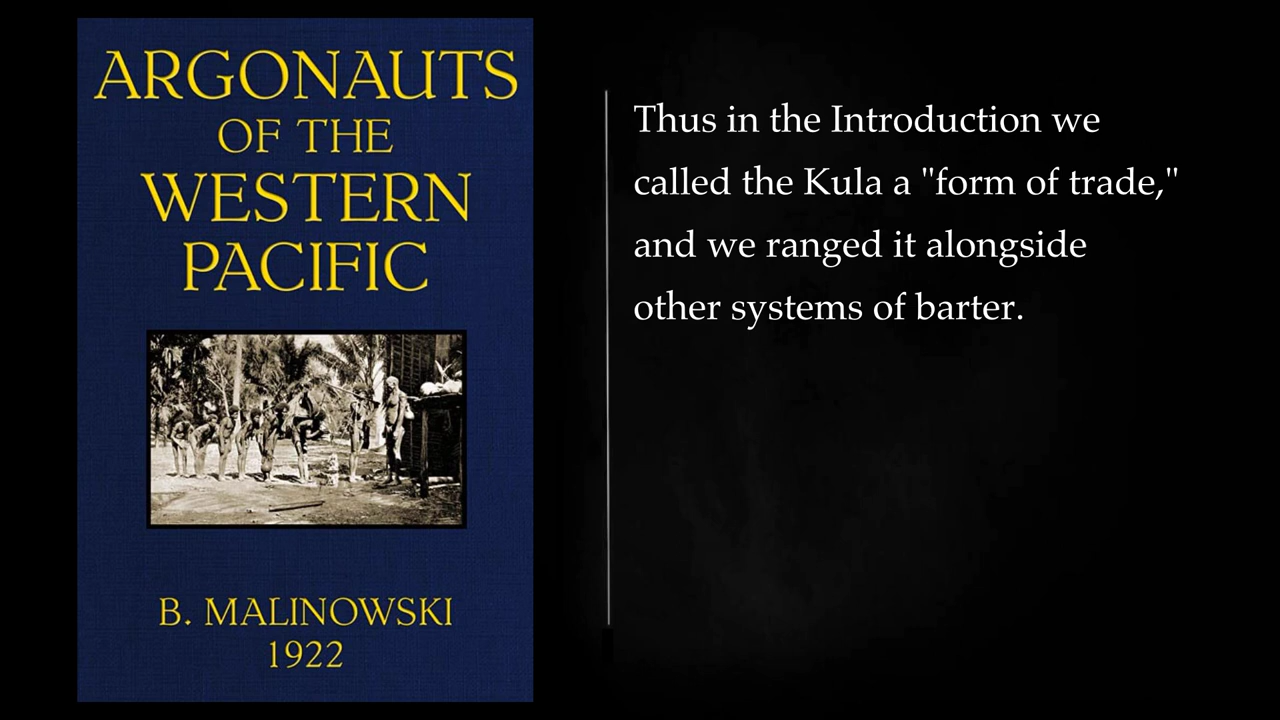 ARGONAUTS
OF THE
WESTERN
PACIFIC
B. MALINOWSKI
1922
Thus in the Introduction we
called the Kula a "form of trade,"
and we ranged it alongside
other systems of barter.